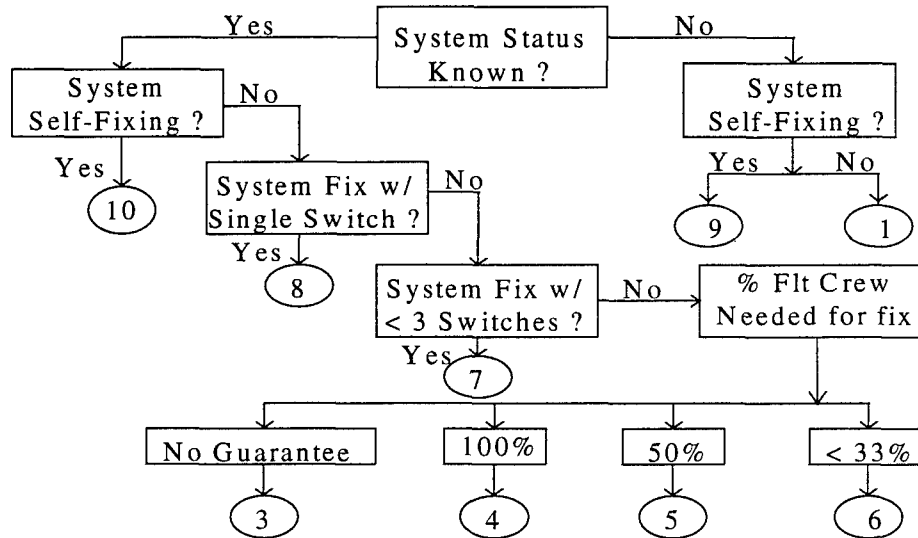 Yes
System Status
Known ?
No
System
Self-Fixing ?
No
System
Self-Fixing ?
Yes
10
System Fix w/
Single Switch ?
No
Yes
No
9
1
Yes
8
System Fix w/
< 3 Switches ?
No
% Flt Crew
Needed for fix
Yes
7
No Guarantee
100%
50%
< 33%
3
4
5
6